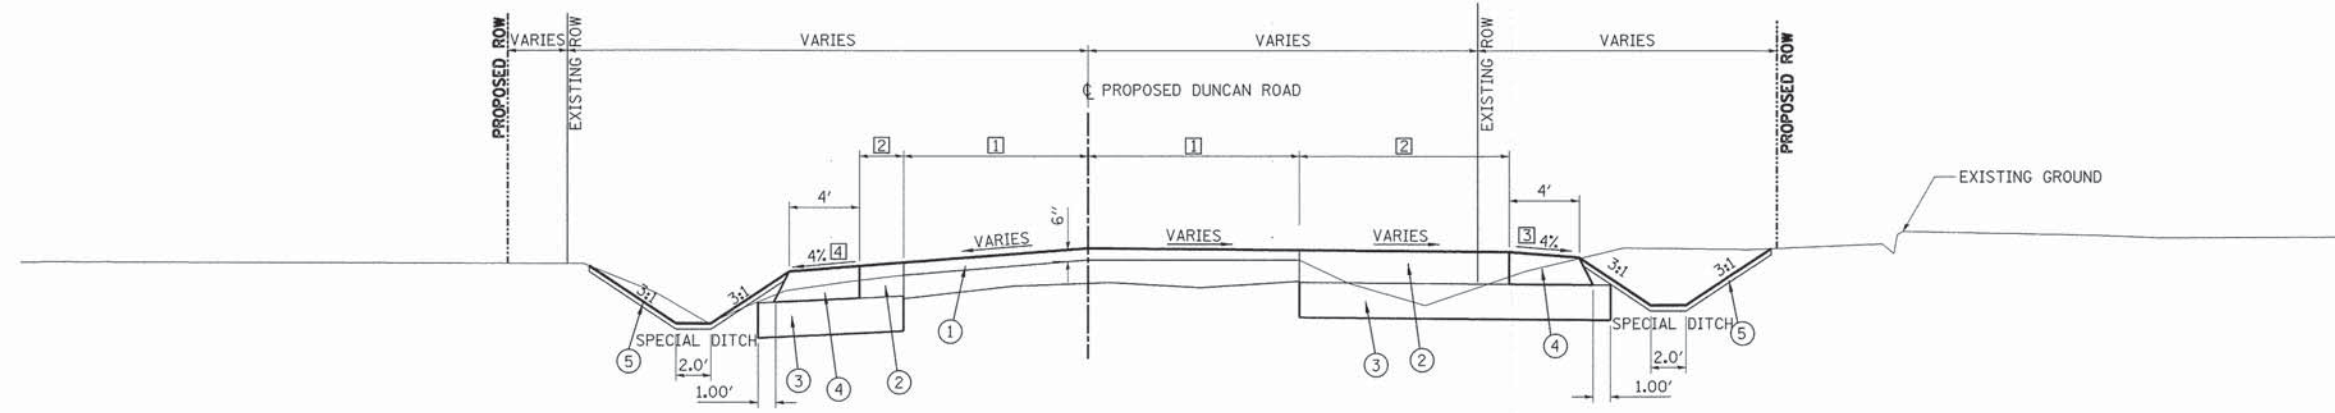 PROPOSED ROW
VARIES
EXISTING ROW
VARIES
VARIES
EXISTING ROW
VARIES
PROPOSED ROW
℄ PROPOSED DUNCAN ROAD
2
1
1
2
EXISTING GROUND
4'
6"
4'
4% 4
VARIES
VARIES
VARIES
3 4%
3:1
3:1
3:1
3:1
SPECIAL DITCH
SPECIAL DITCH
5
1
5
2.0'
3
4
2
3
2
4
2.0'
1.00'
1.00'